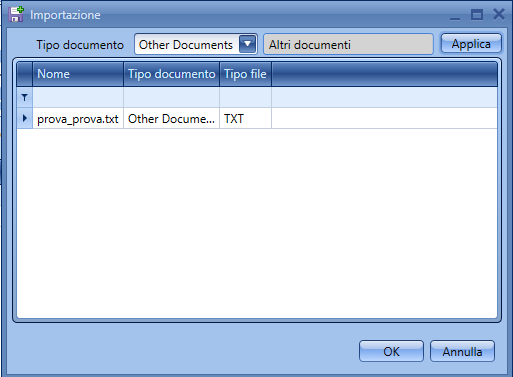 Importazione
Tipo documento Other Documents Altri documenti Applica
Nome Tipo documento Tipo file
prova_prova.txt Other Docume... TXT
OK Annulla